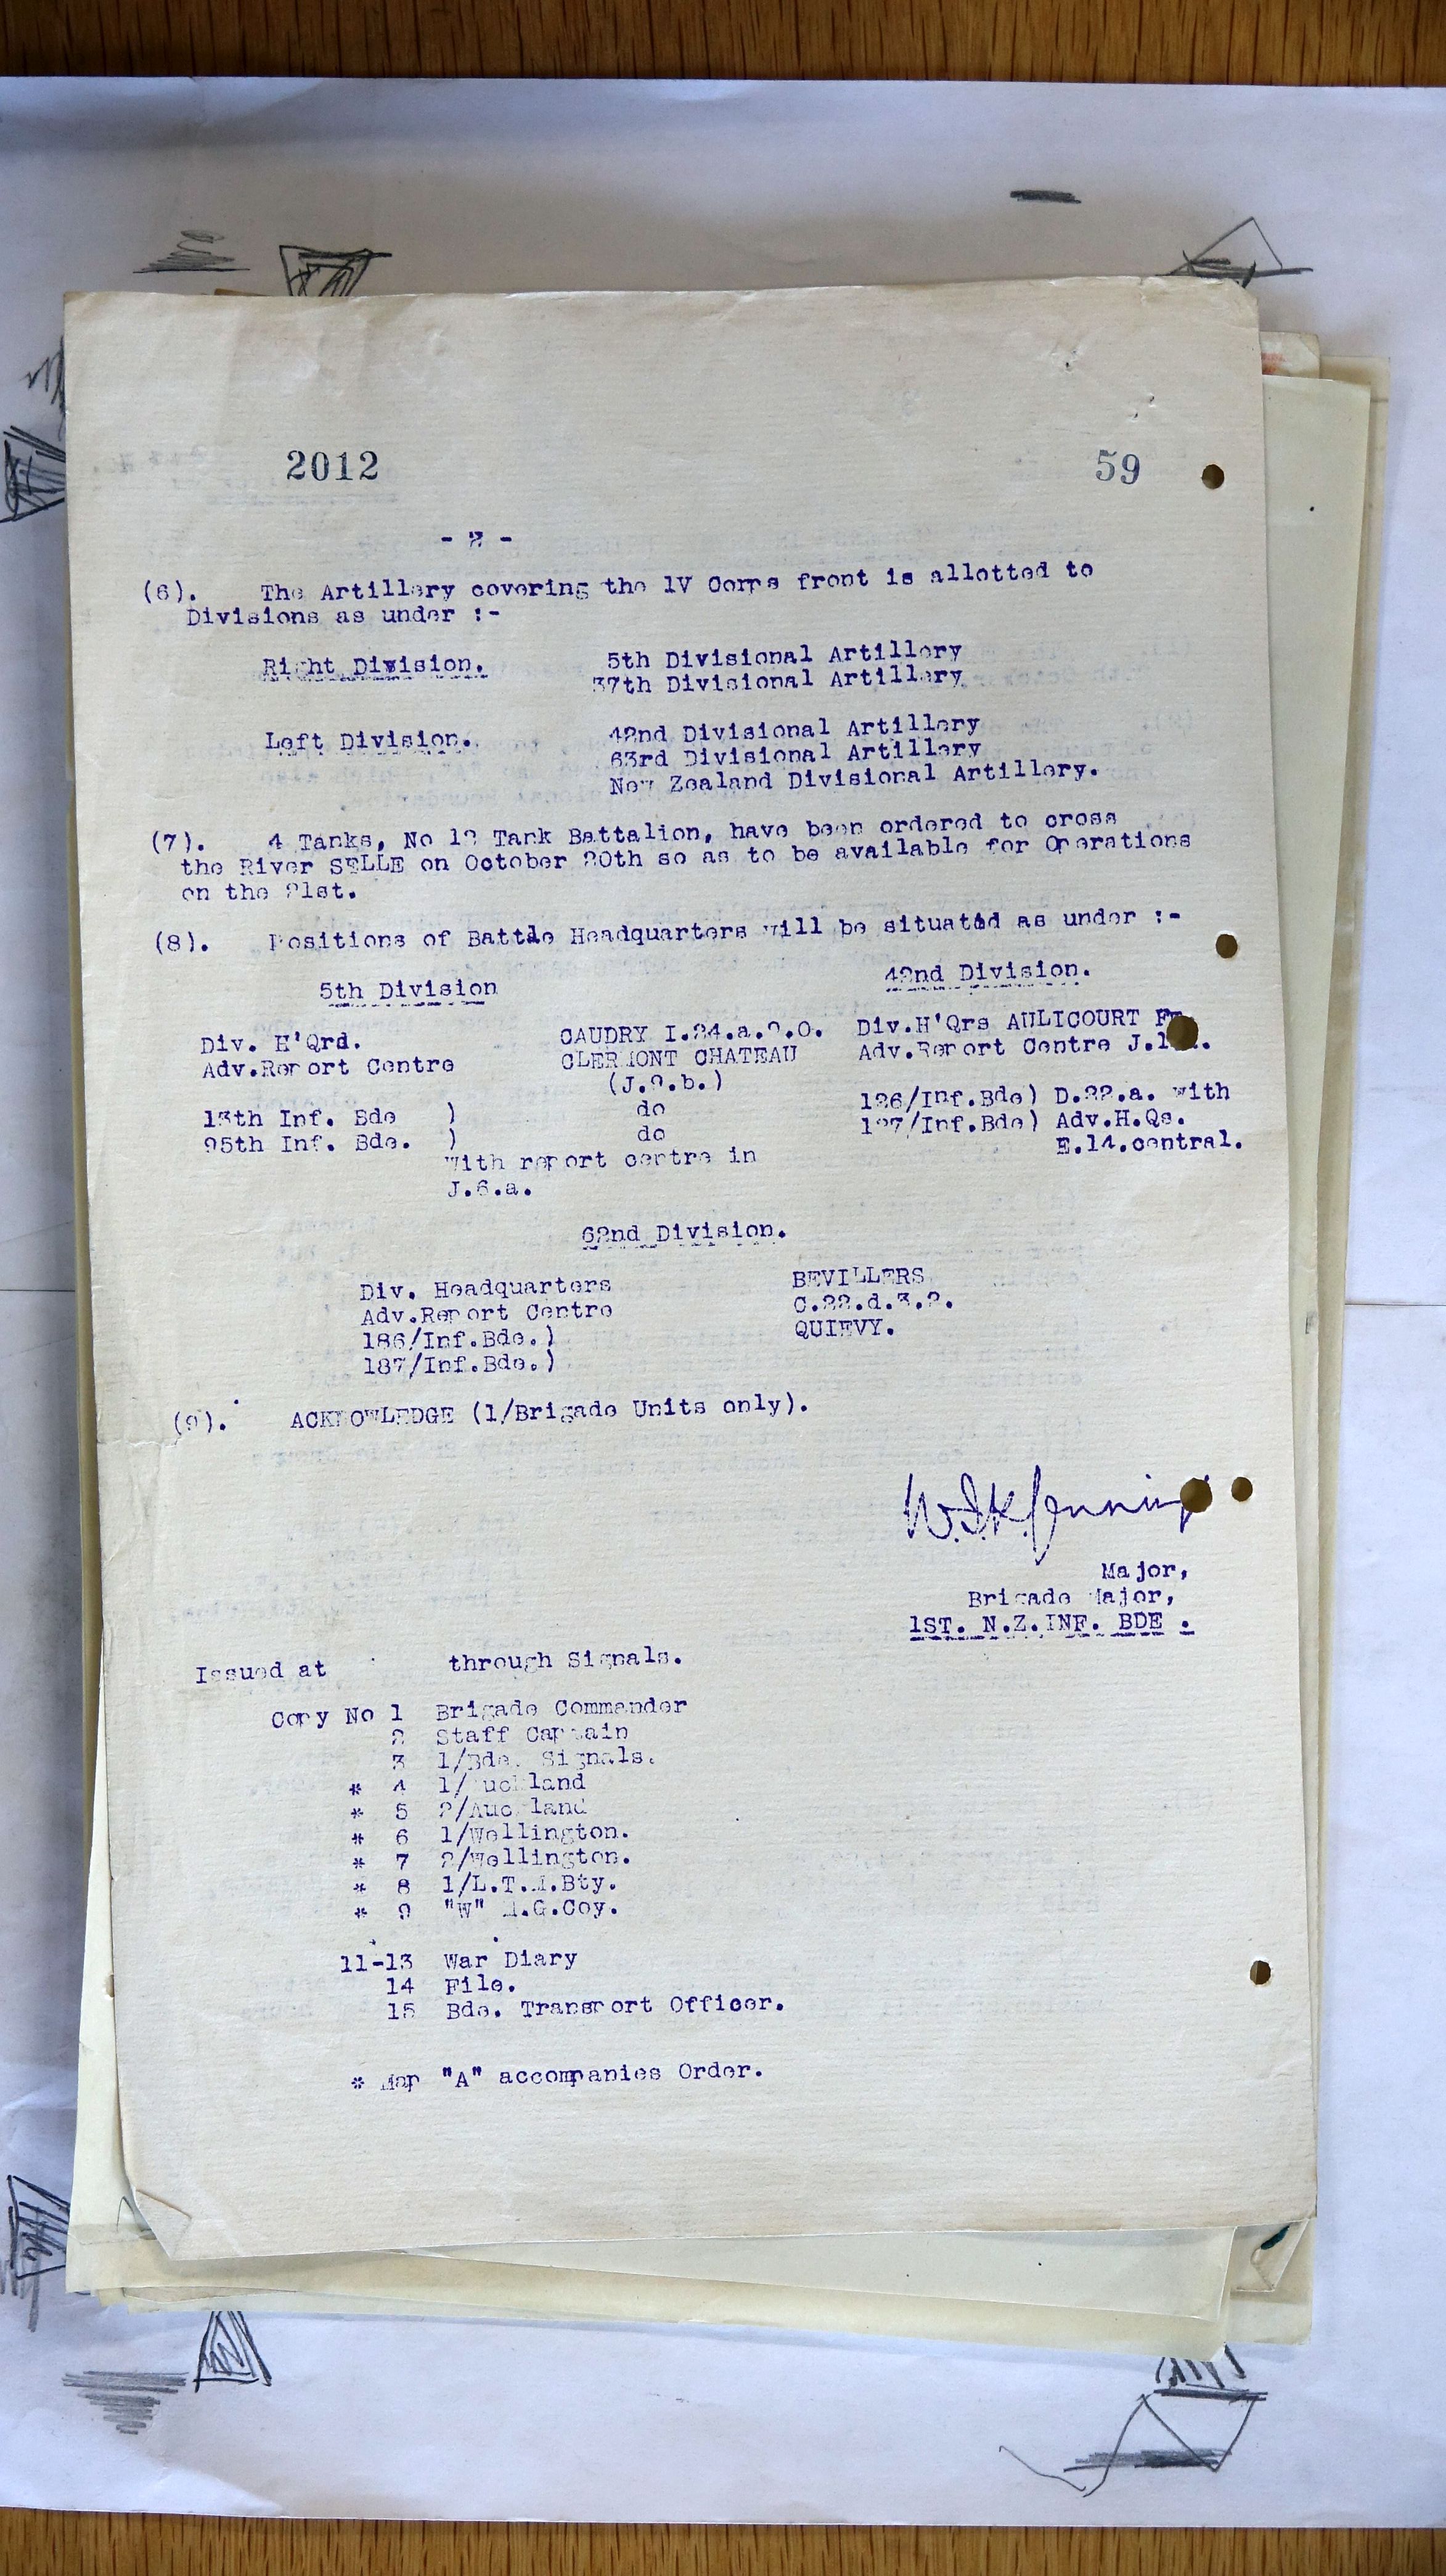 2012 59
- 2 -
(6). The Artillery covering the 1V Corps front is allotted to
Divisions as under :-
Right Division. 5th Divisional Artillery
37th Divisional Artillery
Left Division. 42nd Divisional Artillery
63rd Divisional Artillery
New Zealand Divisional Artillery.
(7). 4 Tanks, No 12 Tank Battalion, have been ordered to cross
the River SELLE on October 20th so as to be available for Operations
on the 21st.
(8). Positions of Battle Headquarters will be situated as under :-
5th Division 42nd Division.
Div. H'Qrd. CAUDRY I.24.a.2.0. Div.H'Qrs AULICOURT
Adv.Report Centre CLERMONT CHATEAU Adv.Report Centre
(J.2.b.)
13th Inf. Bde ) do 126/Inf.Bde) D.22.a. with
95th Inf. Bde. ) do 127/Inf.Bde) Adv.H.Qs.
with report centre in E.14.central.
J.6.a.
62nd Division.
Div. Headquarters BEVILLERS
Adv.Report Centre C.22.d.3.2.
186/Inf.Bde.) QUIEVY.
187/Inf.Bde.)
(9). ACKNOWLEDGE (1/Brigade Units only).
W.I.K.Jennings
Major,
Brigade Major,
1ST. N.Z.INF. BDE .
Issued at through Signals.
Copy No 1 Brigade Commander
2 Staff Captain
3 1/Bde. Signals.
* 4 1/Auckland
* 5 2/Auckland
* 6 1/Wellington.
* 7 2/Wellington.
* 8 1/L.T.M.Bty.
* 9 "W" M.G.Coy.
11-13 War Diary
14 File.
15 Bde. Transport Officer.
* Map "A" accompanies Order.